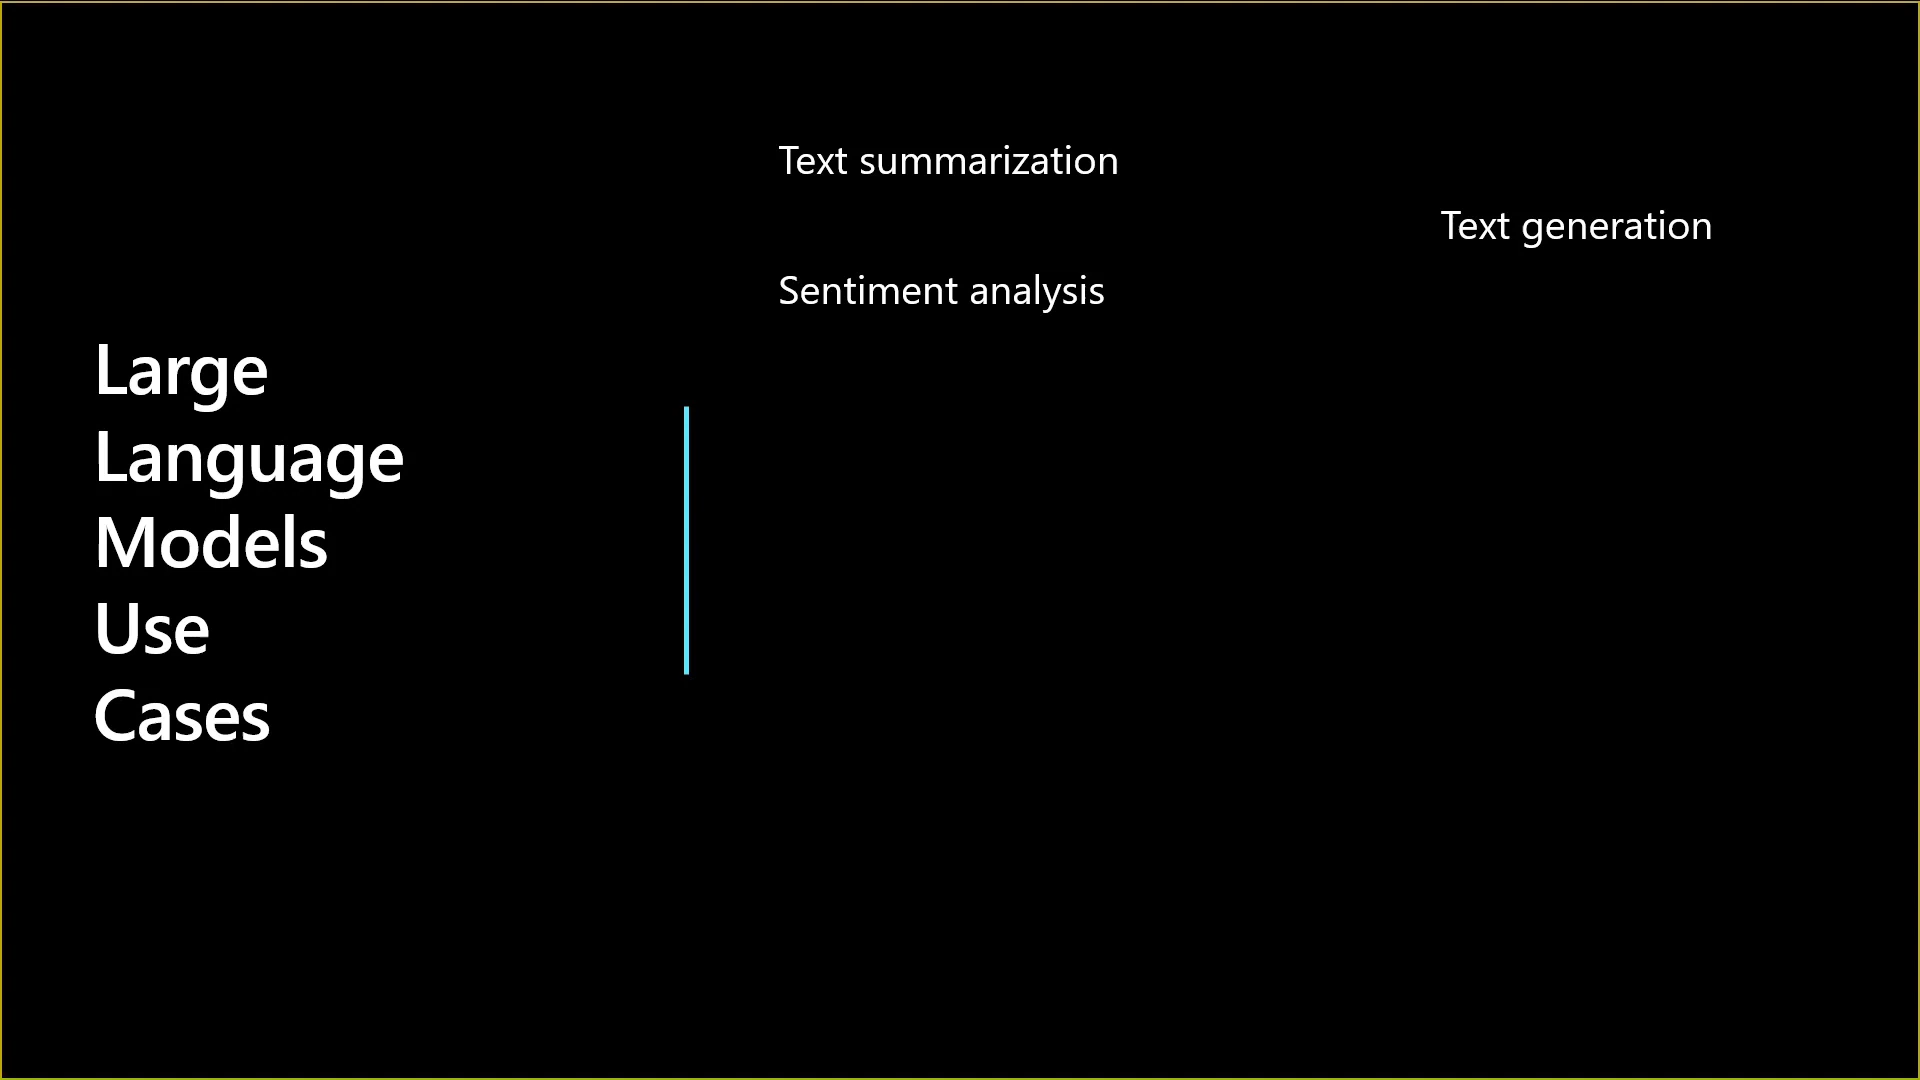 Large
Language
Models
Use
Cases
Text summarization
Text generation
Sentiment analysis